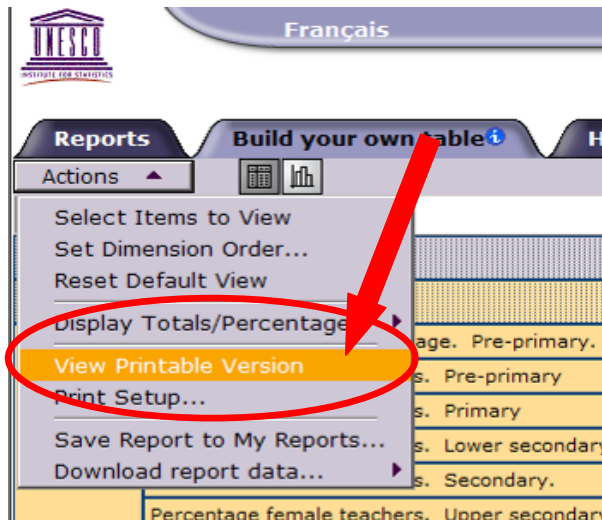 UNESCO
INSTITUTE FOR STATISTICS
Français
Reports
Build your own table
H
Actions
Select Items to View
Set Dimension Order...
Reset Default View
Display Totals/Percentage
View Printable Version
age. Pre-primary.
s. Pre-primary
Print Setup...
s. Primary
Save Report to My Reports...
s. Lower secondary
Download report data...
s. Secondary.
Percentage female teachers. Upper secondary